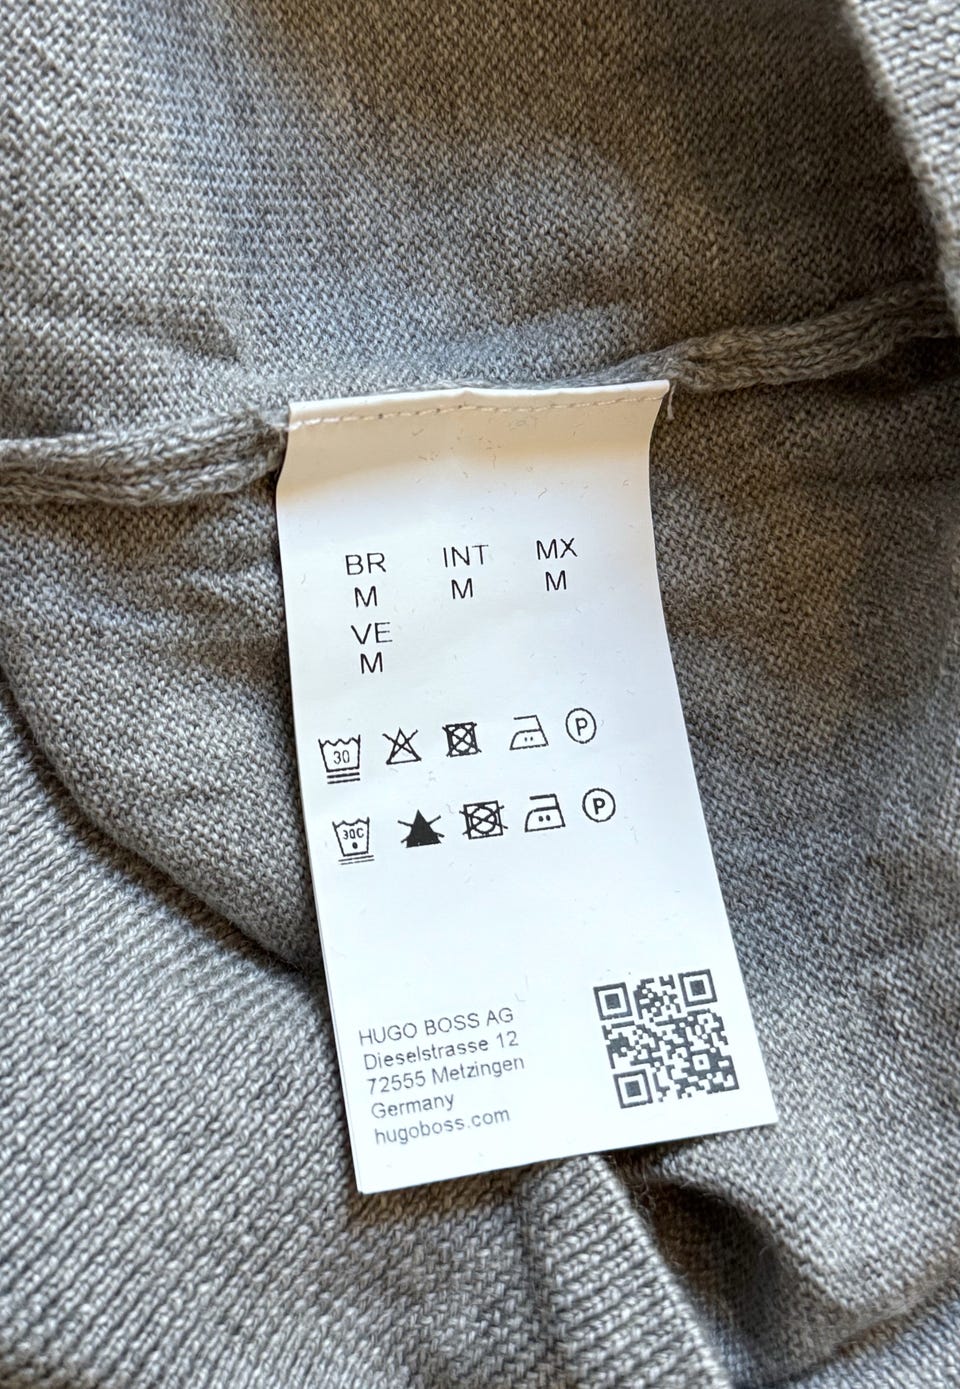 BR INT MX
M M M
VE
M
30 P
30C P
HUGO BOSS AG
Dieselstrasse 12
72555 Metzingen
Germany
hugoboss.com